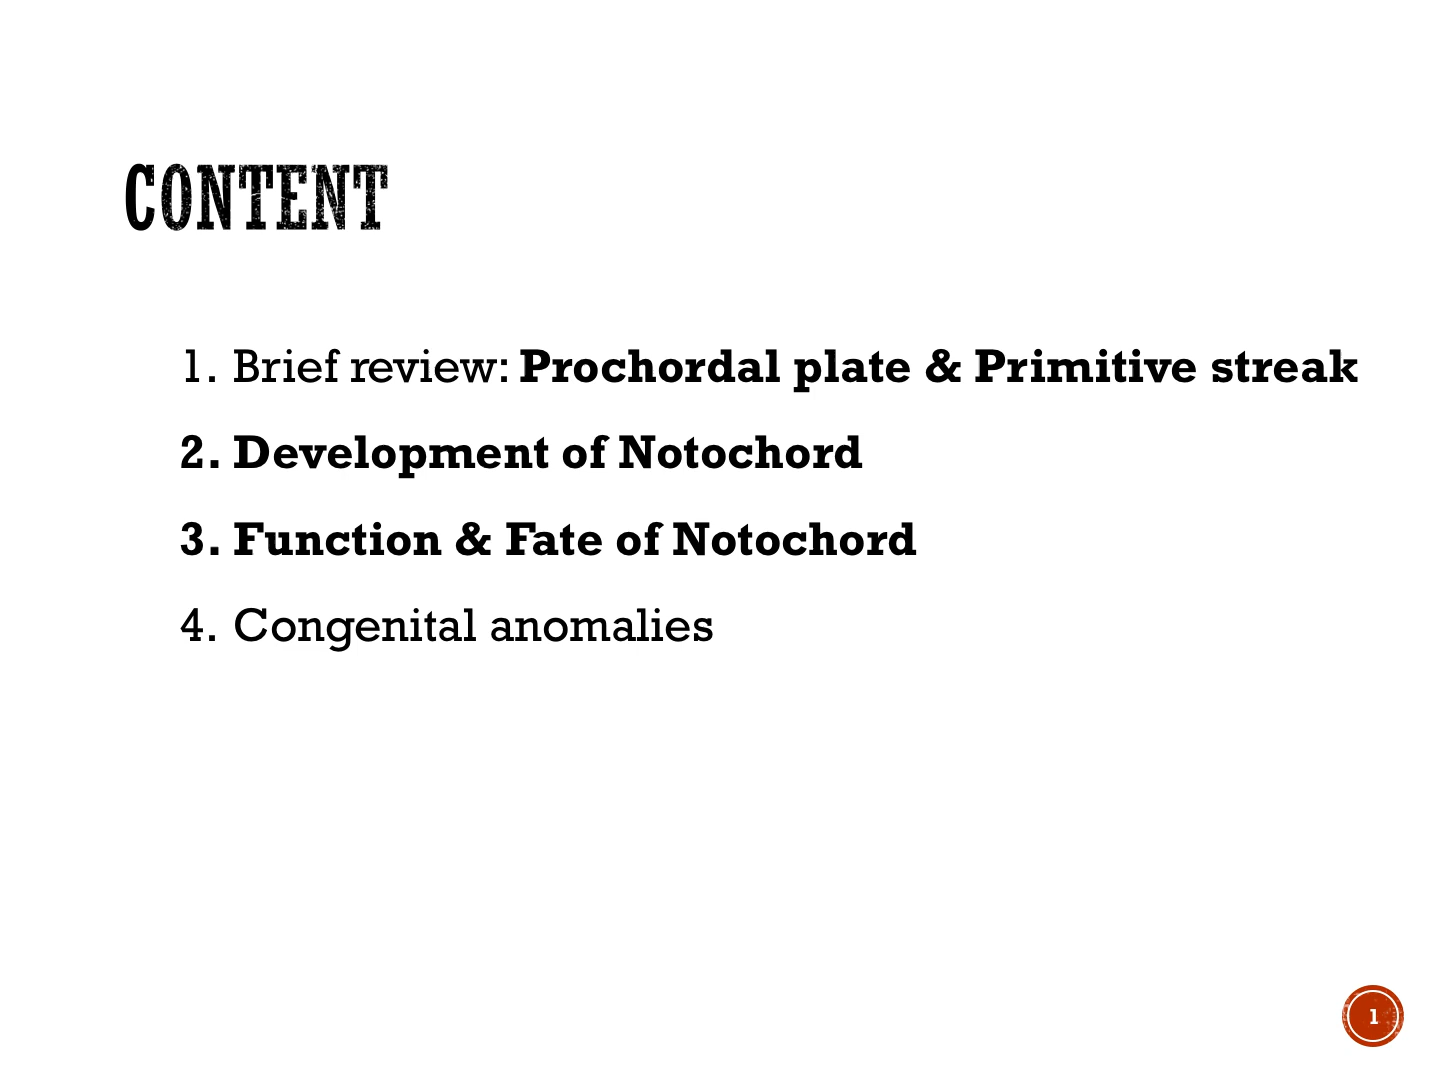 CONTENT
1. Brief review: Prochordal plate & Primitive streak
2. Development of Notochord
3. Function & Fate of Notochord
4. Congenital anomalies
1